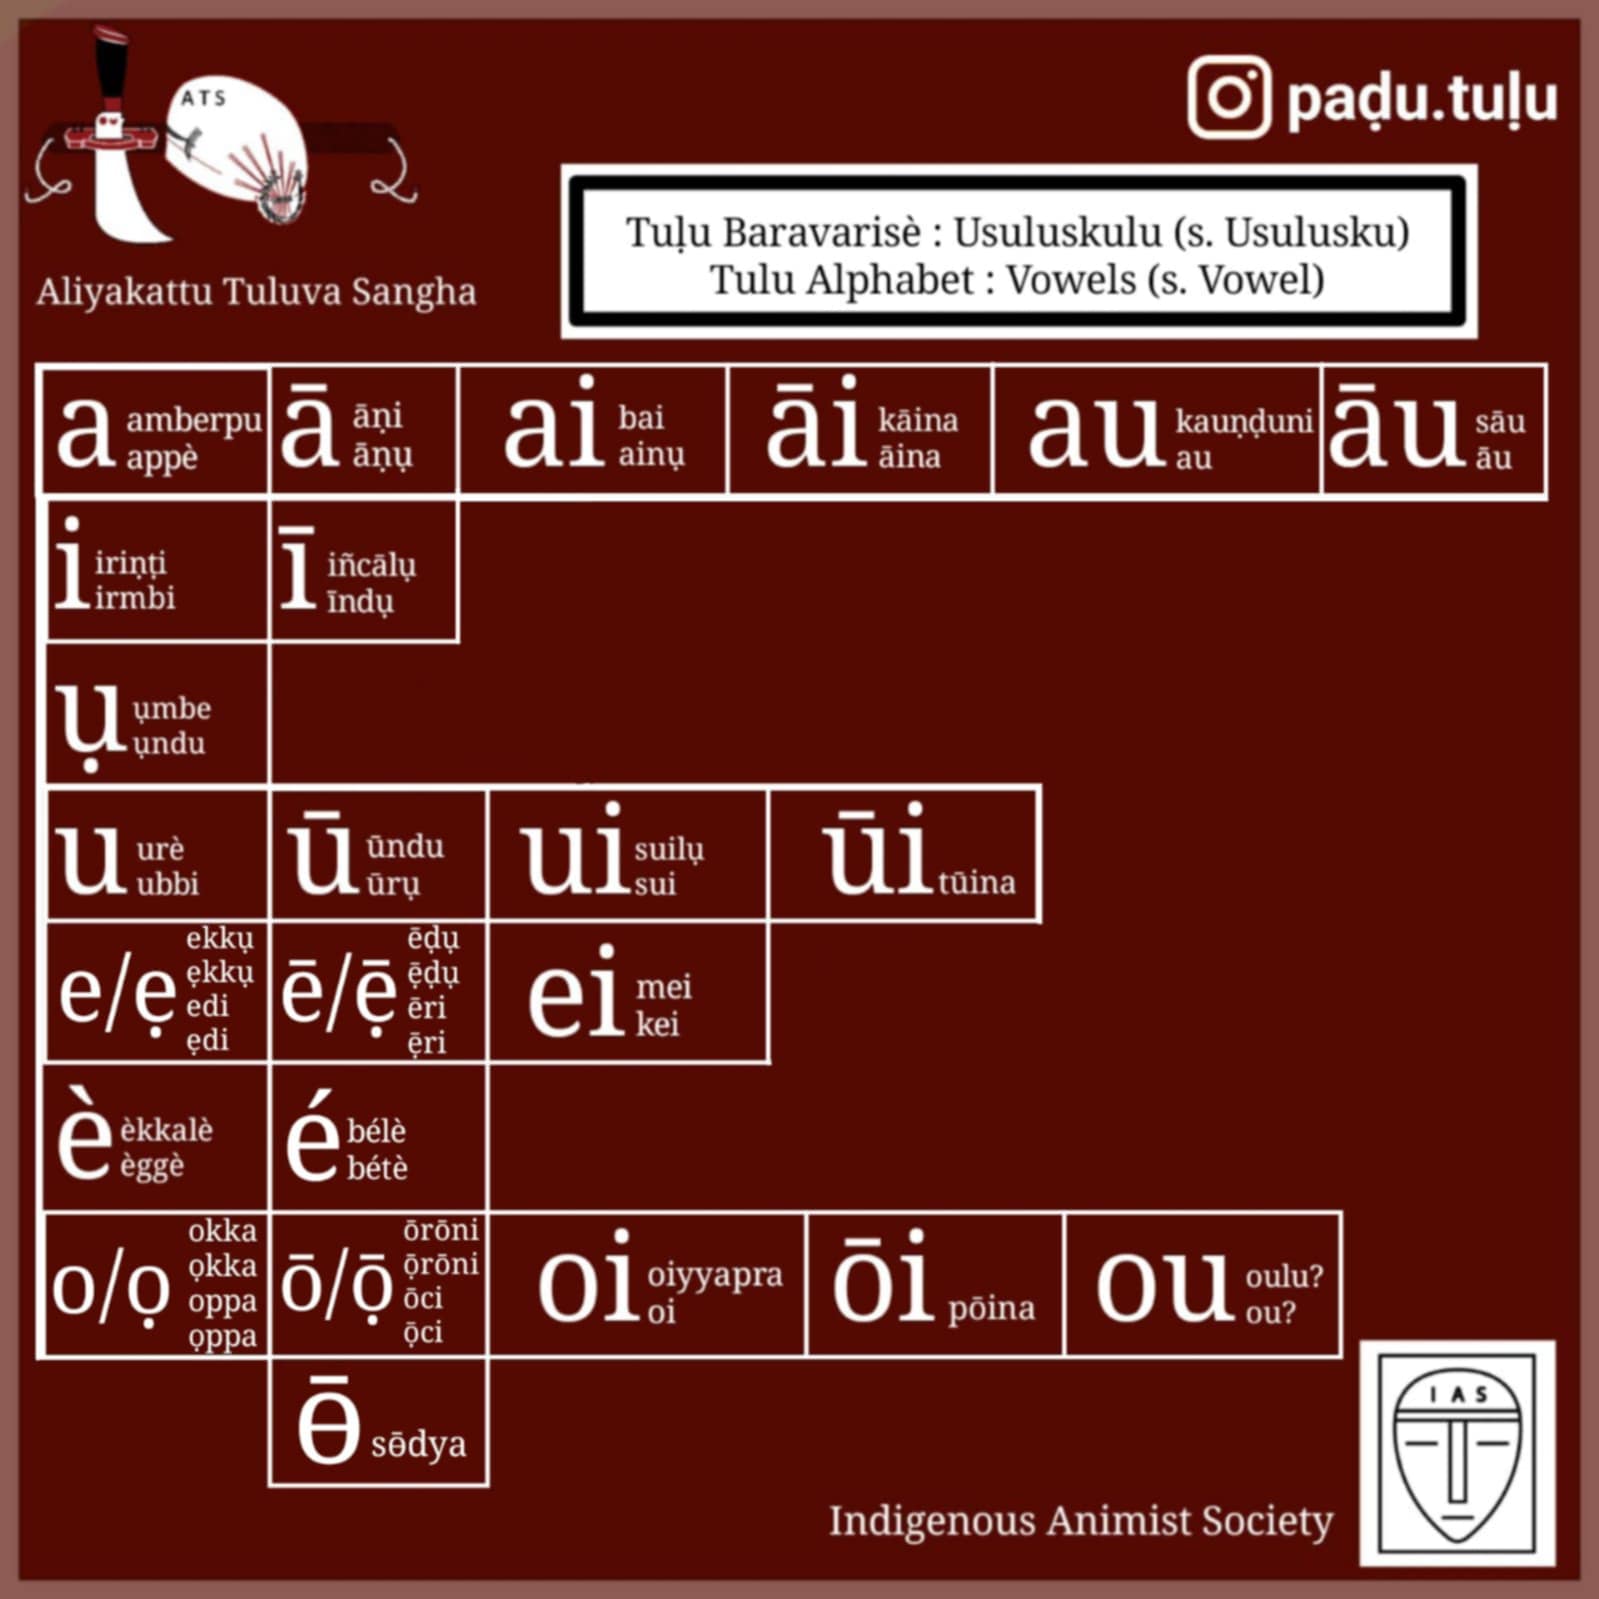 ATS
paḍu.tuḷu
Tuḷu Baravarisè : Usuluskulu (s. Usulusku)
Tulu Alphabet : Vowels (s. Vowel)
Aliyakattu Tuluva Sangha
a
amberpu
appè
ā
āṇi
āṇụ
ai
bai
ainụ
āi
kāina
āina
au
kauṇḍuni
au
āu
sāu
āu
i
iriṇṭi
irmbi
ī
iñcālụ
īndụ
ụ
ụmbe
ụndu
u
urè
ubbi
ū
ūndu
ūrụ
ui
suilụ
sui
ūi
tūina
e/ẹ
ekkụ
ẹkkụ
edi
ẹdi
ē/ẹ̄
ēḍụ
ẹ̄ḍụ
ēri
ẹ̄ri
ei
mei
kei
è
èkkalè
èggè
é
bélè
bétè
o/ọ
okka
ọkka
oppa
ọppa
ō/ọ̄
ōrōni
ọ̄rōni
ōci
ọ̄ci
oi
oiyyapra
oi
ōi
pōina
ou
oulu?
ou?
ɵ̄
sɵ̄dya
IAS
Indigenous Animist Society